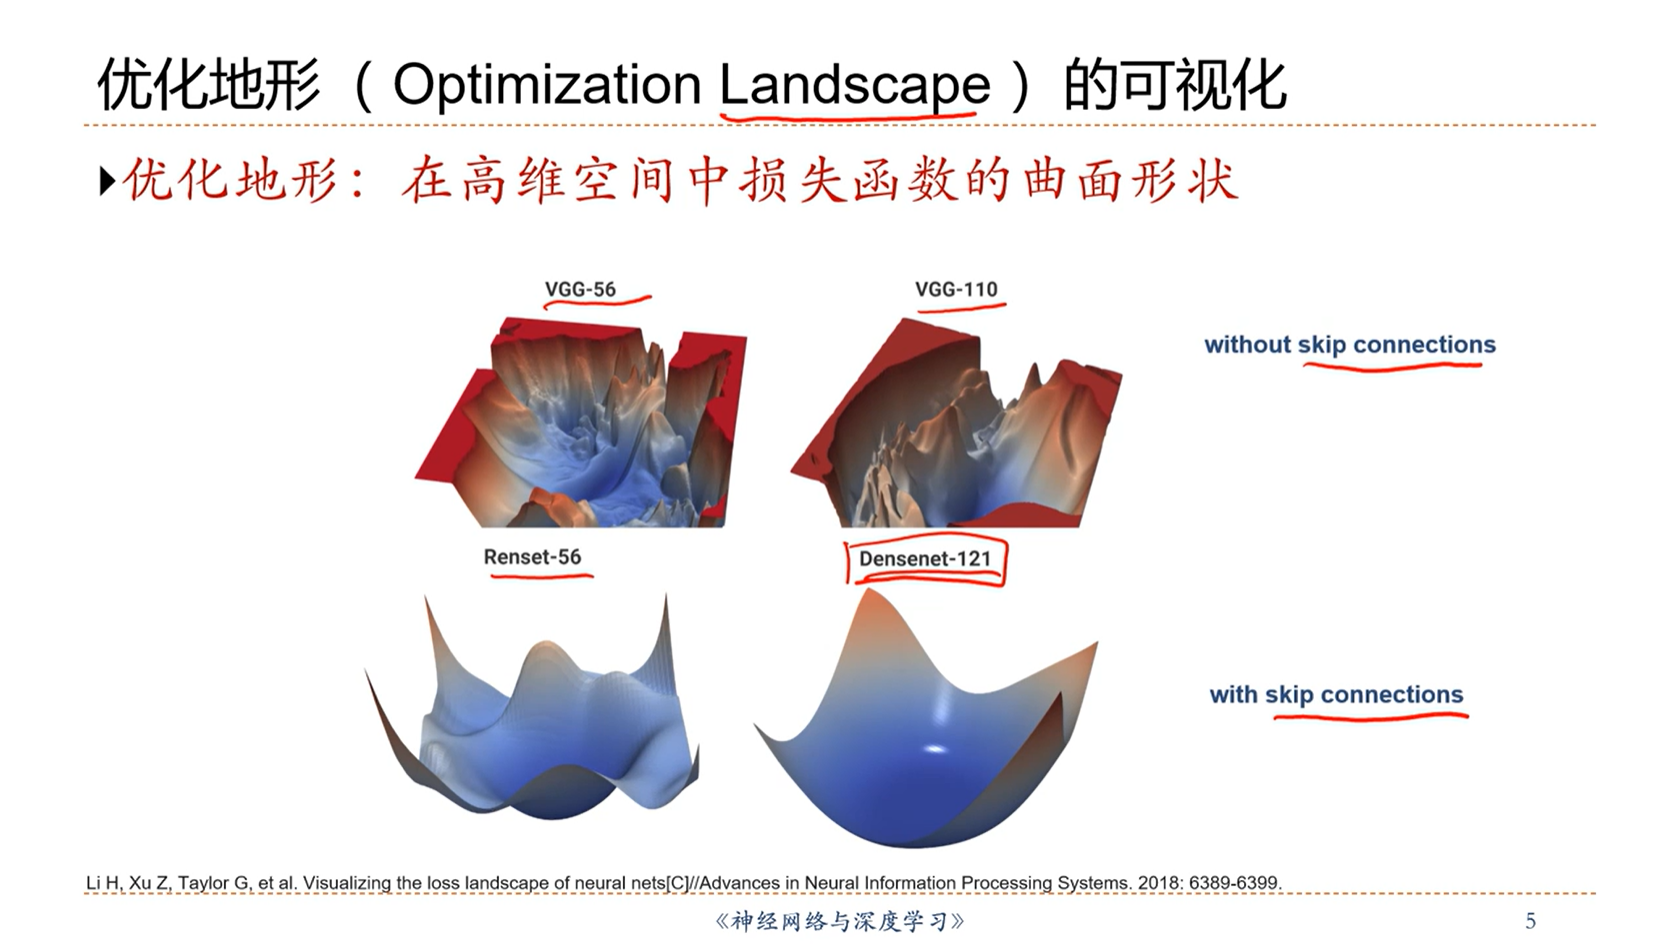 优化地形（Optimization Landscape）的可视化
优化地形：在高维空间中损失函数的曲面形状
VGG-56
VGG-110
without skip connections
Renset-56
Densenet-121
with skip connections
Li H, Xu Z, Taylor G, et al. Visualizing the loss landscape of neural nets[C]//Advances in Neural Information Processing Systems. 2018: 6389-6399.
《神经网络与深度学习》
5